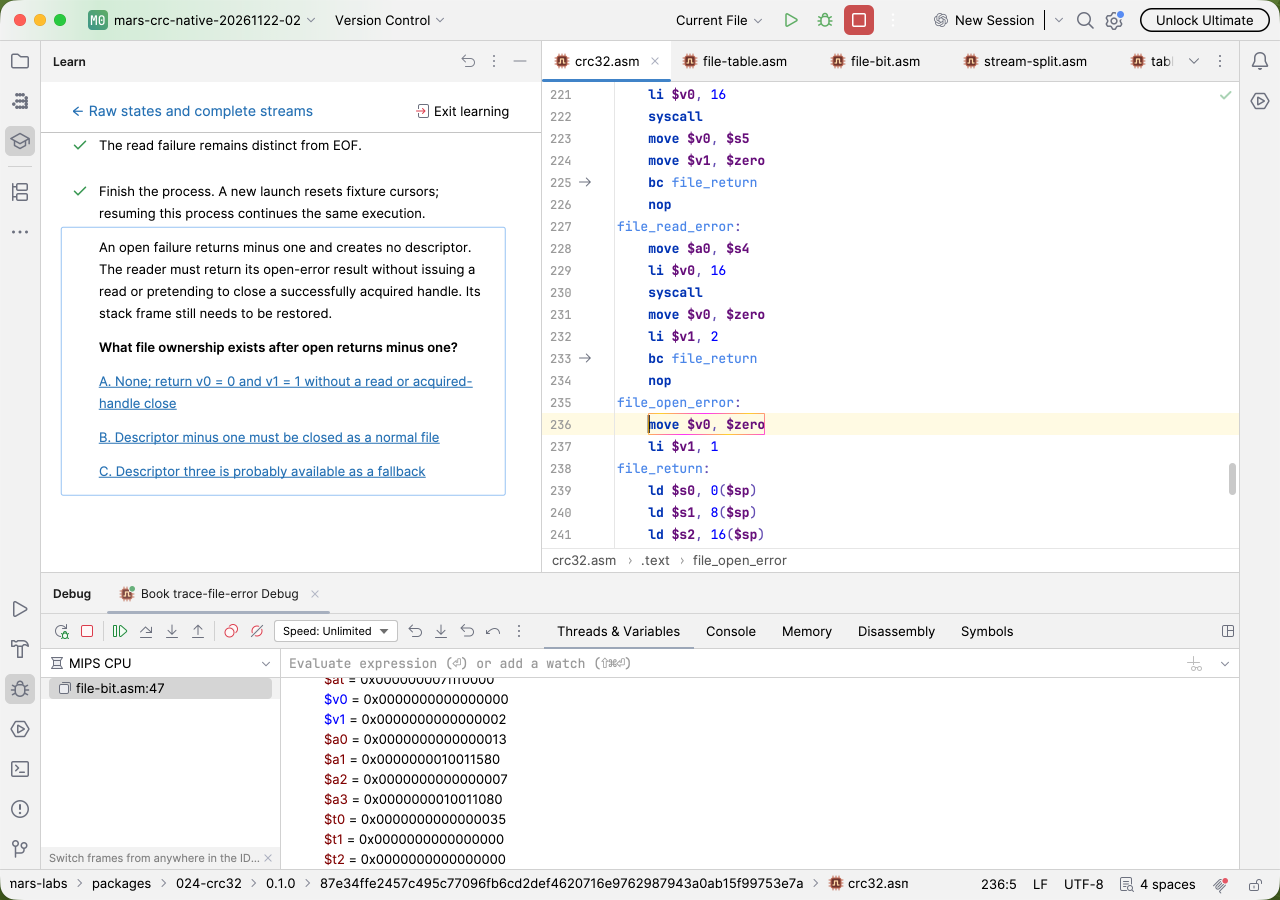 M0 mars-crc-native-20261122-02 Version Control Current File New Session Unlock Ultimate
Learn
Raw states and complete streams Exit learning
The read failure remains distinct from EOF.
Finish the process. A new launch resets fixture cursors;
resuming this process continues the same execution.
An open failure returns minus one and creates no descriptor.
The reader must return its open-error result without issuing a
read or pretending to close a successfully acquired handle. Its
stack frame still needs to be restored.
What file ownership exists after open returns minus one?
A. None; return v0 = 0 and v1 = 1 without a read or acquired-
handle close
B. Descriptor minus one must be closed as a normal file
C. Descriptor three is probably available as a fallback
crc32.asm file-table.asm file-bit.asm stream-split.asm tabl
221 li $v0, 16
222 syscall
223 move $v0, $s5
224 move $v1, $zero
225 bc file_return
226 nop
227 file_read_error:
228 move $a0, $s4
229 li $v0, 16
230 syscall
231 move $v0, $zero
232 li $v1, 2
233 bc file_return
234 nop
235 file_open_error:
236 move $v0, $zero
237 li $v1, 1
238 file_return:
239 ld $s0, 0($sp)
240 ld $s1, 8($sp)
241 ld $s2, 16($sp)
crc32.asm .text file_open_error
Debug Book trace-file-error Debug
Speed: Unlimited Threads & Variables Console Memory Disassembly Symbols
MIPS CPU Evaluate expression (⏎) or add a watch (⇧⌘⏎)
file-bit.asm:47
$v0 = 0x0000000000000000
$v1 = 0x0000000000000002
$a0 = 0x0000000000000013
$a1 = 0x0000000010011580
$a2 = 0x0000000000000007
$a3 = 0x0000000010011080
$t0 = 0x0000000000000035
$t1 = 0x0000000000000000
$t2 = 0x0000000000000000
Switch frames from anywhere in the ID...
mars-labs packages 024-crc32 0.1.0 87e34ffe2457c495c77096fb6cd2def4620716e9762987943a0ab15f99753e7a crc32.asm 236:5 LF UTF-8 4 spaces